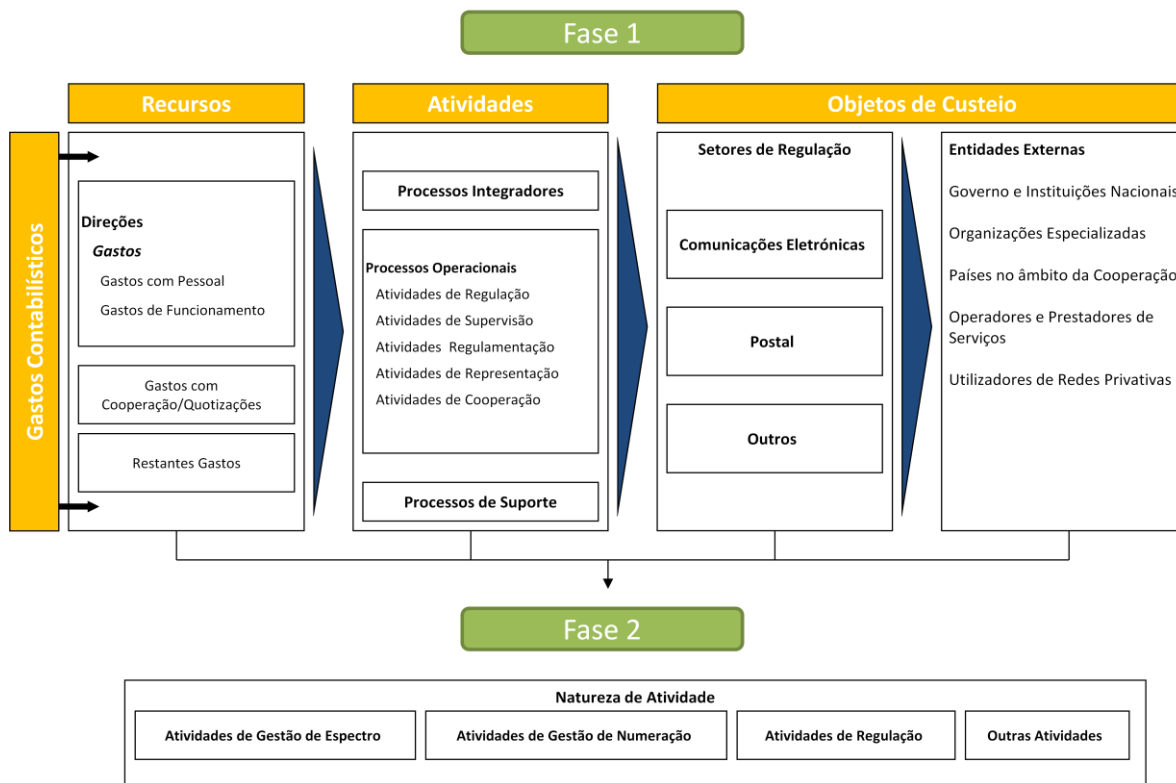 Fase 1
Recursos
Atividades
Objetos de Custeio
Gastos Contabilísticos
Direções
Gastos
Gastos com Pessoal
Gastos de Funcionamento
Gastos com
Cooperação/Quotizações
Restantes Gastos
Processos Integradores
Processos Operacionais
Atividades de Regulação
Atividades de Supervisão
Atividades  Regulamentação
Atividades de Representação
Atividades de Cooperação
Processos de Suporte
Setores de Regulação
Comunicações Eletrónicas
Postal
Outros
Entidades Externas
Governo e Instituições Nacionais
Organizações Especializadas
Países no âmbito da Cooperação
Operadores e Prestadores de
Serviços
Utilizadores de Redes Privativas
Fase 2
Natureza de Atividade
Atividades de Gestão de Espectro
Atividades de Gestão de Numeração
Atividades de Regulação
Outras Atividades